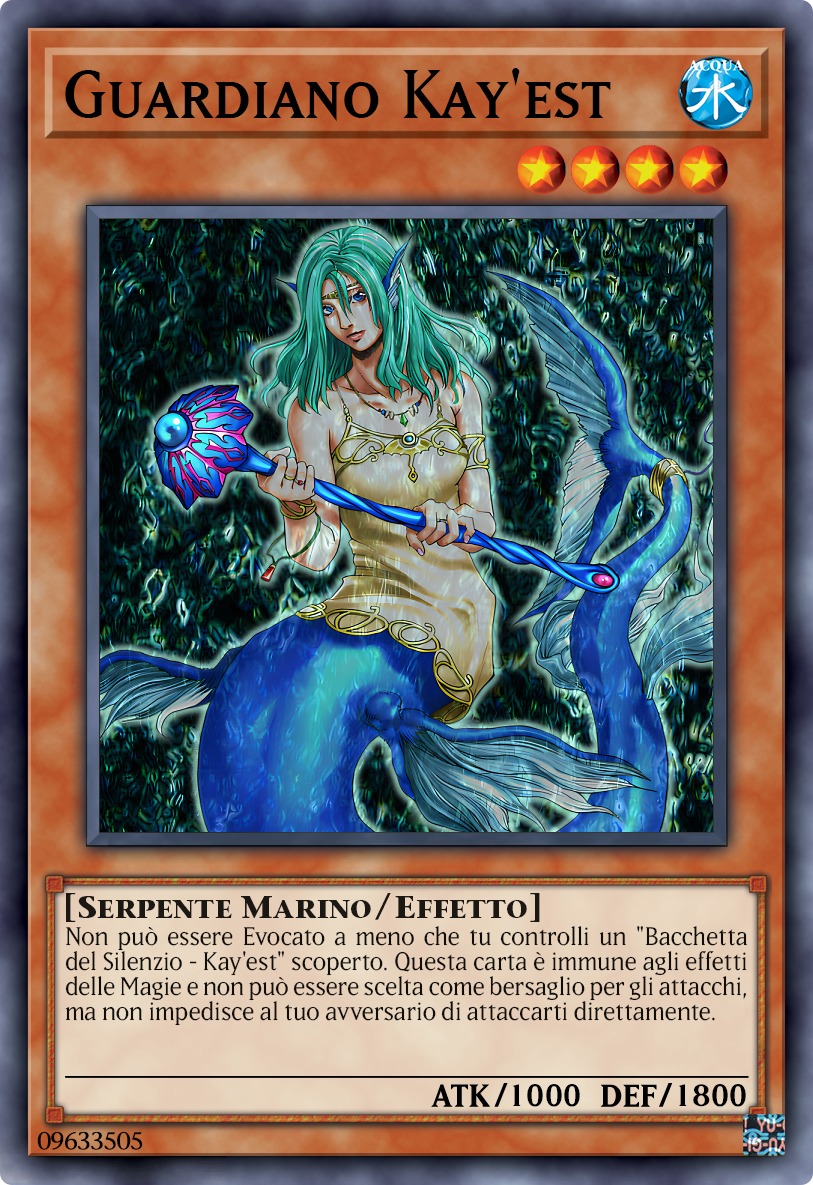 Guardiano Kay'est
ACQUA
水
[Serpente Marino/Effetto]
Non può essere Evocato a meno che tu controlli un "Bacchetta
del Silenzio - Kay'est" scoperto. Questa carta è immune agli effetti
delle Magie e non può essere scelta come bersaglio per gli attacchi,
ma non impedisce al tuo avversario di attaccarti direttamente.
ATK/1000 DEF/1800
09633505